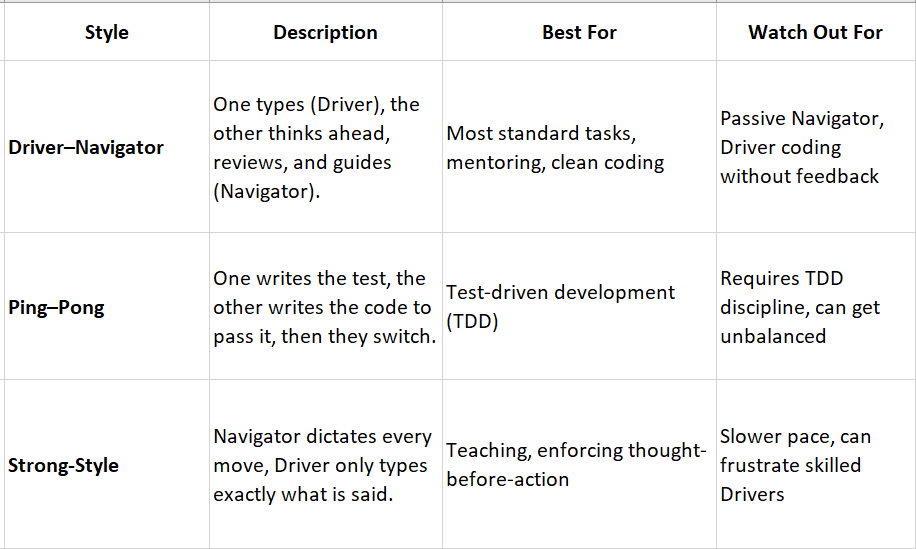 Style
Description
Best For
Watch Out For
Driver–Navigator
One types (Driver), the
other thinks ahead,
reviews, and guides
(Navigator).
Most standard tasks,
mentoring, clean coding
Passive Navigator,
Driver coding
without feedback
Ping–Pong
One writes the test, the
other writes the code to
pass it, then they switch.
Test-driven development
(TDD)
Requires TDD
discipline, can get
unbalanced
Strong-Style
Navigator dictates every
move, Driver only types
exactly what is said.
Teaching, enforcing thought-
before-action
Slower pace, can
frustrate skilled
Drivers